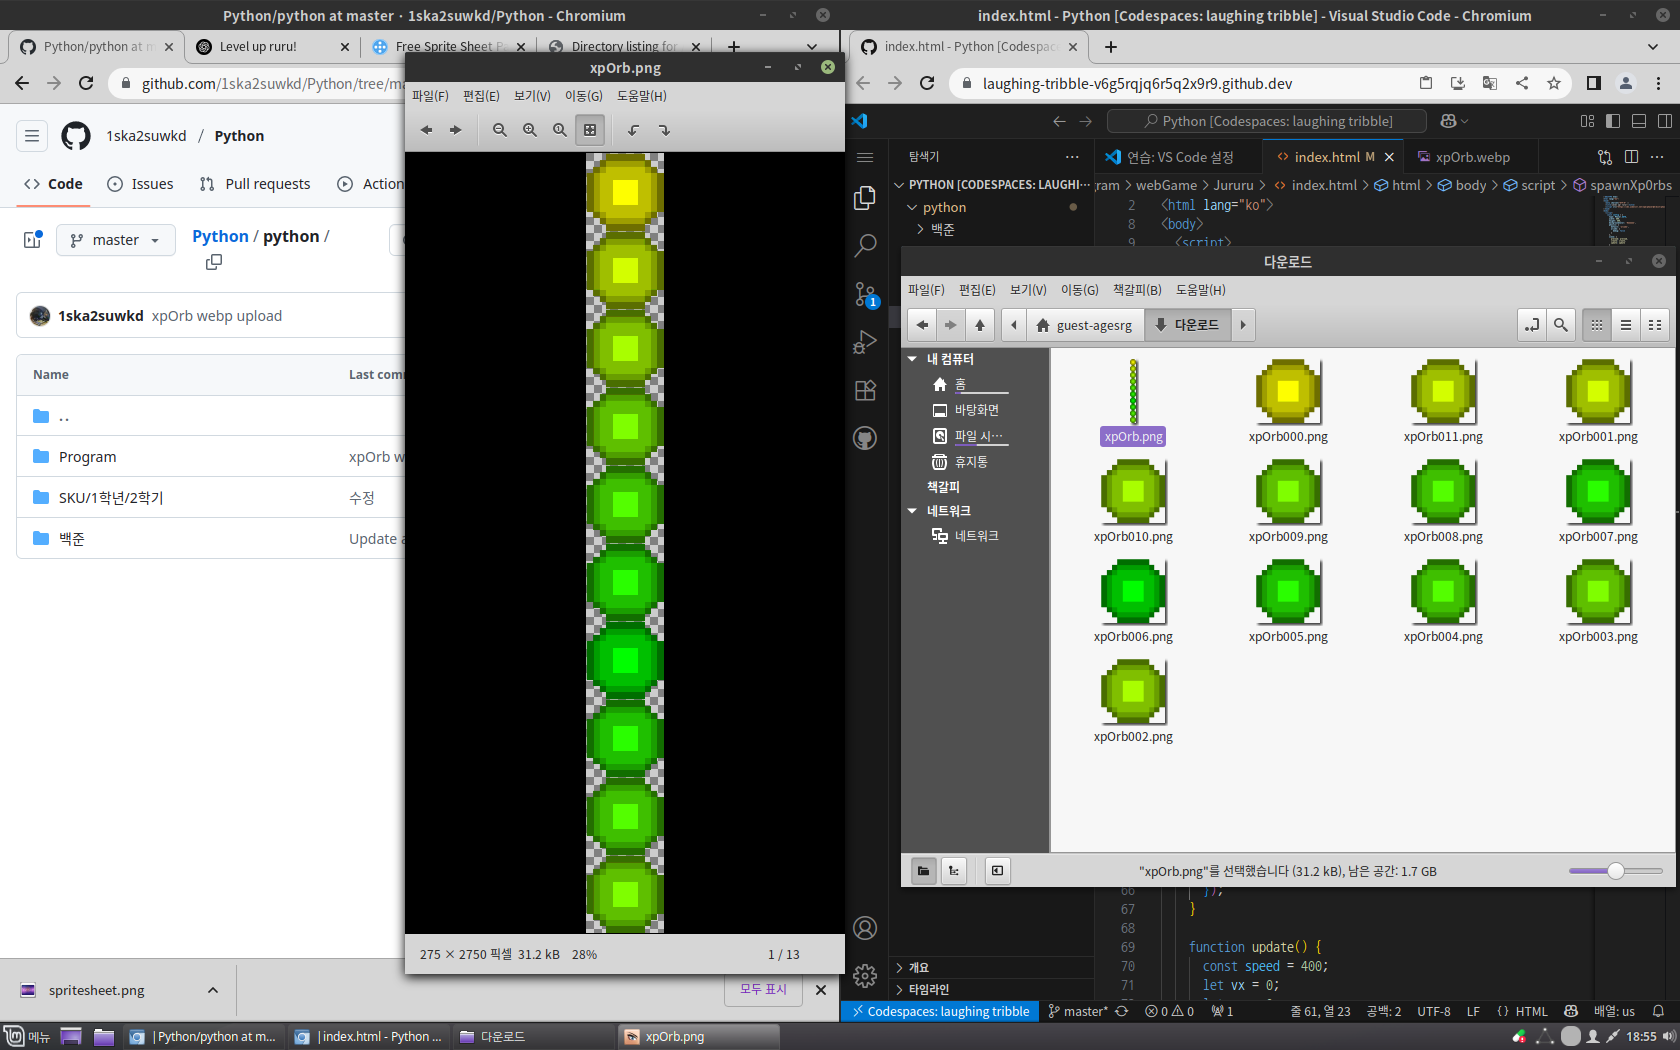 Python/python at master · 1ska2suwkd/Python - Chromium
Python/python at m
Level up ruru!
Free Sprite Sheet P
Directory listing for
github.com/1ska2suwkd/Python/tree/ma
1ska2suwkd / Python
Code
Issues
Pull requests
Action
master
Python / python /
1ska2suwkd xpOrb webp upload
Name
Last comm
. .
Program
xpOrb w
SKU/1학년/2학기
수정
백준
Update a
spritesheet.png
모두 표시
xpOrb.png
파일(F) 편집(E) 보기(V) 이동(G) 도움말(H)
275 × 2750 픽셀 31.2 kB 28%
1 / 13
index.html - Python [Codespaces: laughing tribble] - Visual Studio Code - Chromium
index.html - Python [Codespac
laughing-tribble-v6g5rqjq6r5q2x9r9.github.dev
Python [Codespaces: laughing tribble]
탐색기
연습: VS Code 설정
index.html M
xpOrb.webp
PYTHON [CODESPACES: LAUGHI···
python
백준
gram > webGame > Jururu > index.html > html > body > script > spawnXpOrbs
2 <html lang="ko">
8 <body>
9 <script>
1
다운로드
파일(F) 편집(E) 보기(V) 이동(G) 책갈피(B) 도움말(H)
guest-agesrg
다운로드
내 컴퓨터
홈
바탕화면
파일 시···
휴지통
책갈피
네트워크
네트워크
xpOrb.png
xpOrb000.png
xpOrb011.png
xpOrb001.png
xpOrb010.png
xpOrb009.png
xpOrb008.png
xpOrb007.png
xpOrb006.png
xpOrb005.png
xpOrb004.png
xpOrb003.png
xpOrb002.png
"xpOrb.png"를 선택했습니다 (31.2 kB), 남은 공간: 1.7 GB
66 });
67 }
68
69 function update() {
70 const speed = 400;
71 let vx = 0;
개요
타임라인
Codespaces: laughing tribble
master*
0 0
1
줄 61, 열 23
공백: 2
UTF-8
LF
{ } HTML
배열: us
메뉴
|Python/python at m...
|index.html - Python ...
다운로드
xpOrb.png
18:55